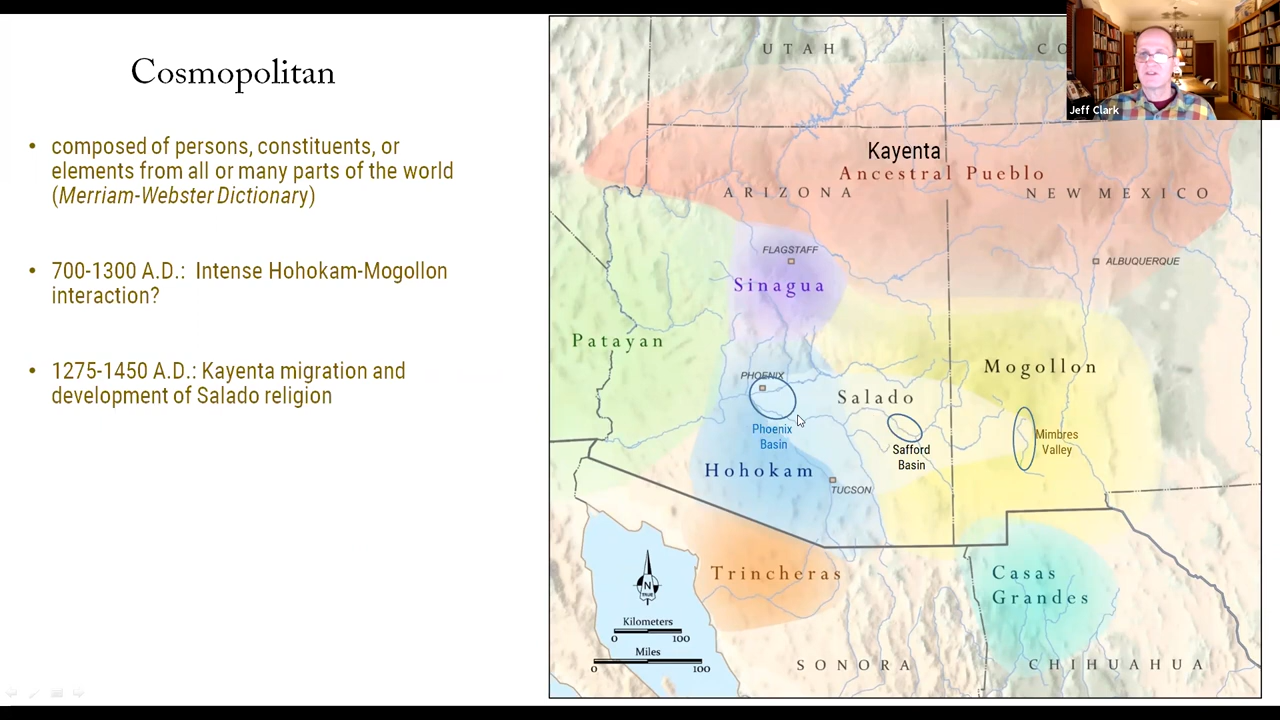 Cosmopolitan
• composed of persons, constituents, or
elements from all or many parts of the world
(Merriam-Webster Dictionary)
• 700-1300 A.D.: Intense Hohokam-Mogollon
interaction?
• 1275-1450 A.D.: Kayenta migration and
development of Salado religion
UTAH
CO
Jeff Clark
Kayenta
Ancestral Pueblo
ARIZONA
NEW MEXICO
FLAGSTAFF
ALBUQUERQUE
Sinagua
Patayan
Mogollon
PHOENIX
Salado
Phoenix
Basin
Safford
Basin
Mimbres
Valley
Hohokam
TUCSON
Trincheras
Casas
Grandes
N
TRUE
Kilometers
0 100
Miles
0 100
SONORA
CHIHUAHUA